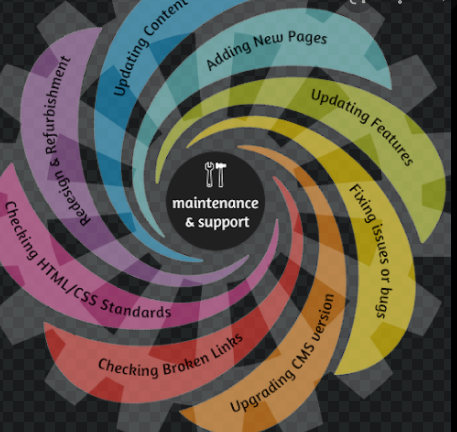 maintenance
& support
Updating Content
Adding New Pages
Updating Features
Fixing issues or bugs
Upgrading CMS version
Checking Broken Links
Checking HTML/CSS Standards
Redesign & Refurbishment